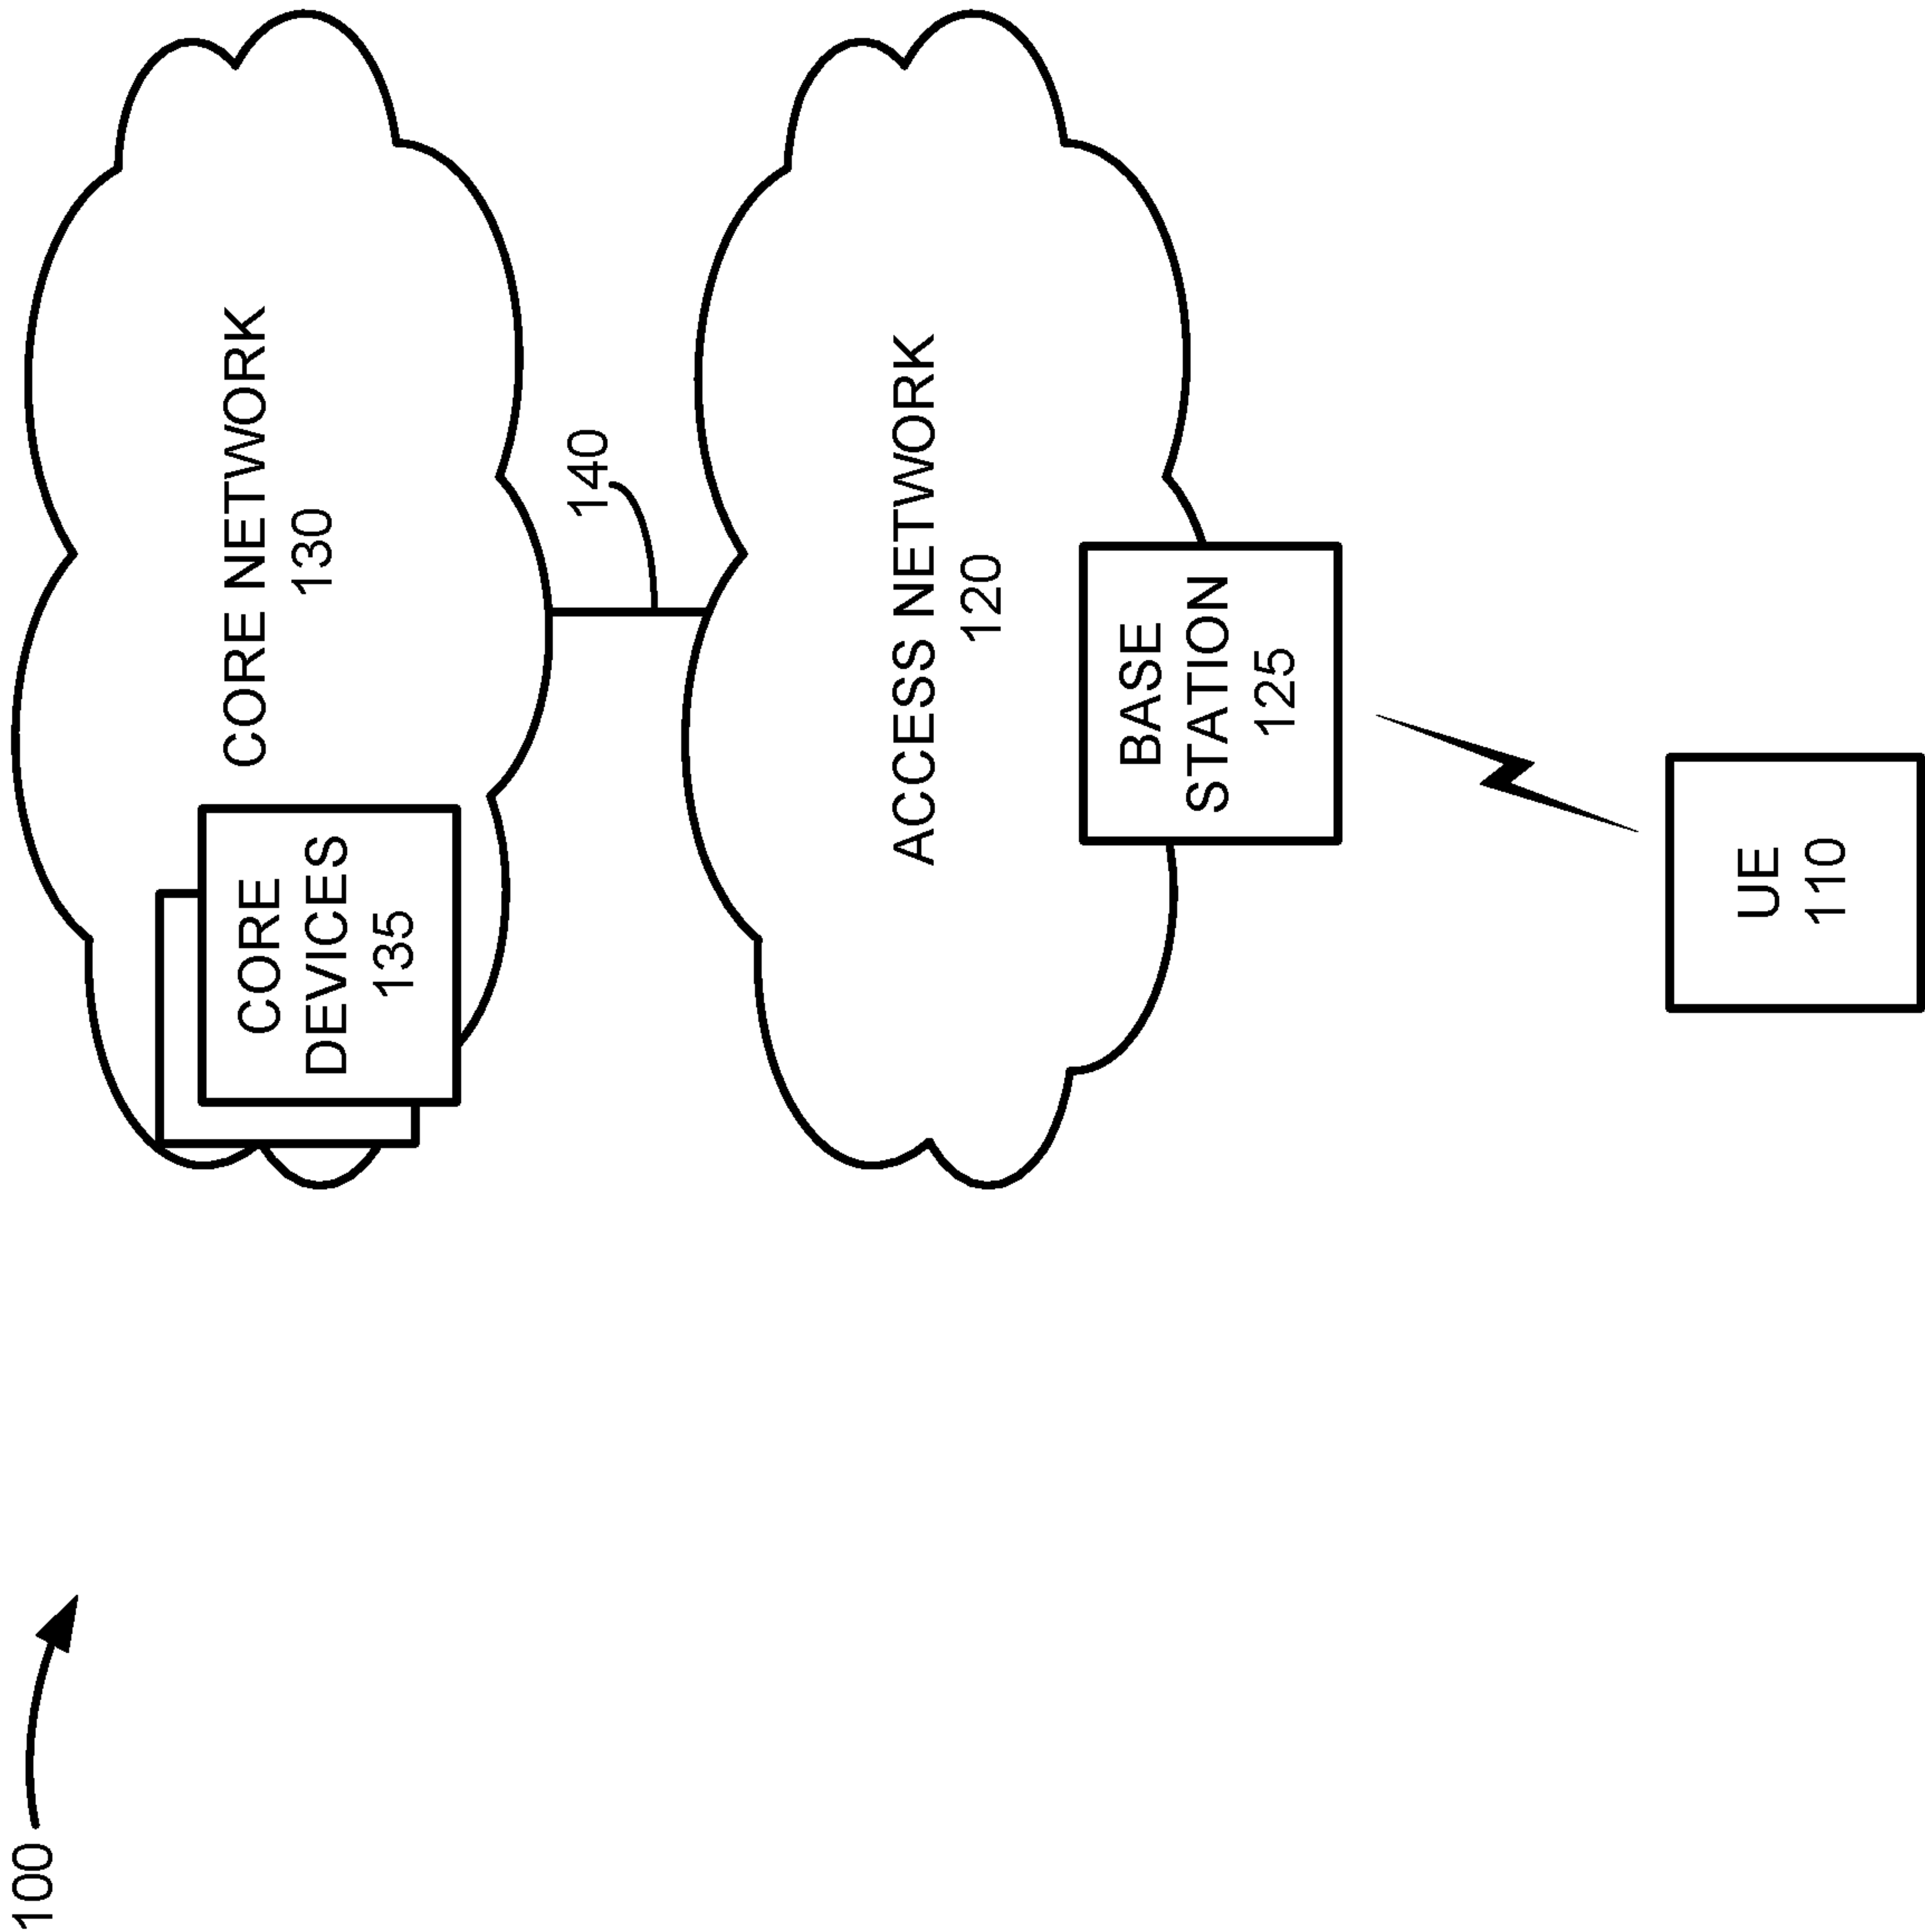 100
CORE NETWORK
130
CORE
DEVICES
135
140
ACCESS NETWORK
120
BASE
STATION
125
UE
110